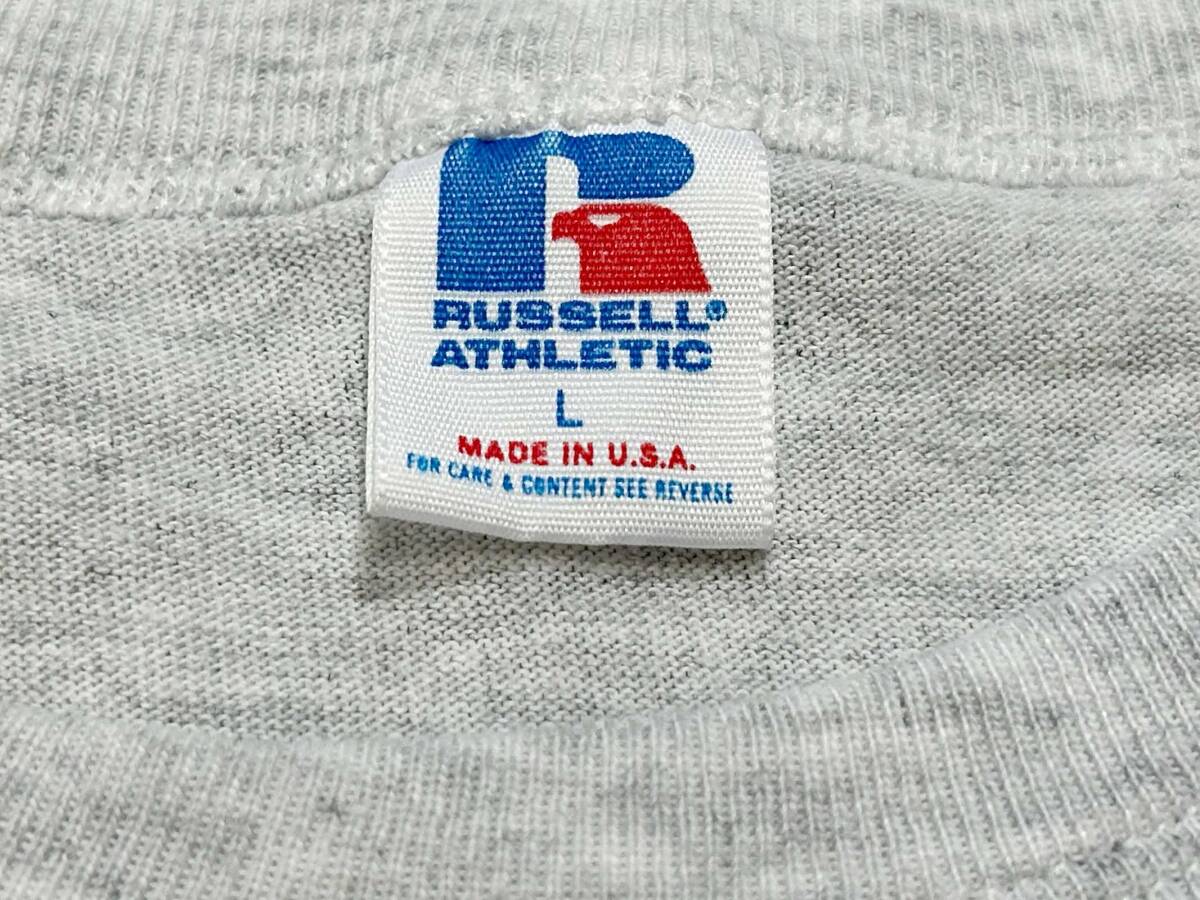 RUSSELL®
ATHLETIC
L
MADE IN U.S.A.
FOR CARE & CONTENT SEE REVERSE